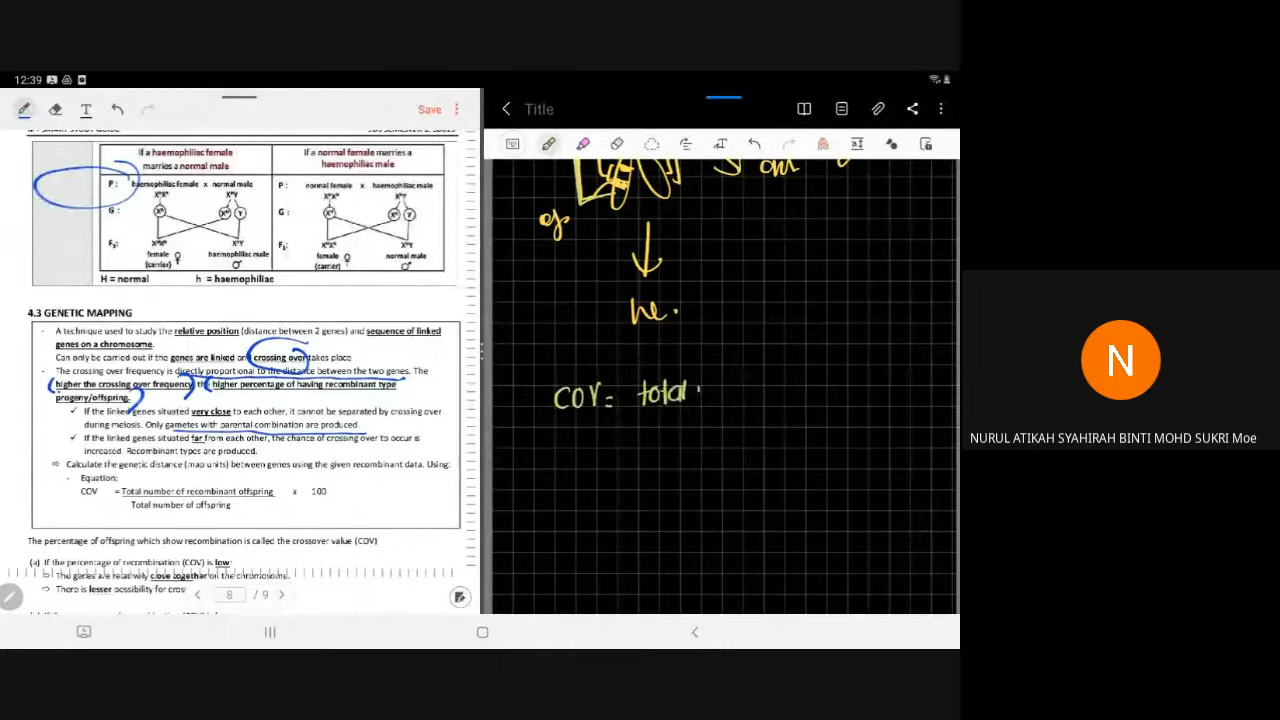 12:39
Save
Title
If a haemophiliac female
marries a normal male
If a normal female marries a
haemophiliac male
P : haemophiliac female x normal male
P : normal female x haemophiliac male
G :
G :
F₁:
F₁:
female ♀
(carrier)
haemophiliac male
♂
female ♀
(carrier)
normal male
♂
H = normal h = haemophiliac
4.3 GENETIC MAPPING
- A technique used to study the relative position (distance between 2 genes) and sequence of linked
genes on a chromosome.
Can only be carried out if the genes are linked and crossing over takes place
- The crossing over frequency is directly proportional to the distance between the two genes. The
higher the crossing over frequency, the higher percentage of having recombinant type
progeny/offspring.
✓ If the linked genes situated very close to each other, it cannot be separated by crossing over
during meiosis. Only gametes with parental combination are produced.
✓ If the linked genes situated far from each other, the chance of crossing over to occur is
increased. Recombinant types are produced.
⇨ Calculate the genetic distance (map units) between genes using the given recombinant data. Using:
- Equation:
COV = Total number of recombinant offspring x 100
Total number of offspring
The percentage of offspring which show recombination is called the crossover value (COV)
(a) If the percentage of recombination (COV) is low:
⇨ The genes are relatively close together on the chromosome.
⇨ There is lesser possibility for cros
8 / 9
he.
COV = total
N
NURUL ATIKAH SYAHIRAH BINTI MOHD SUKRI Moe